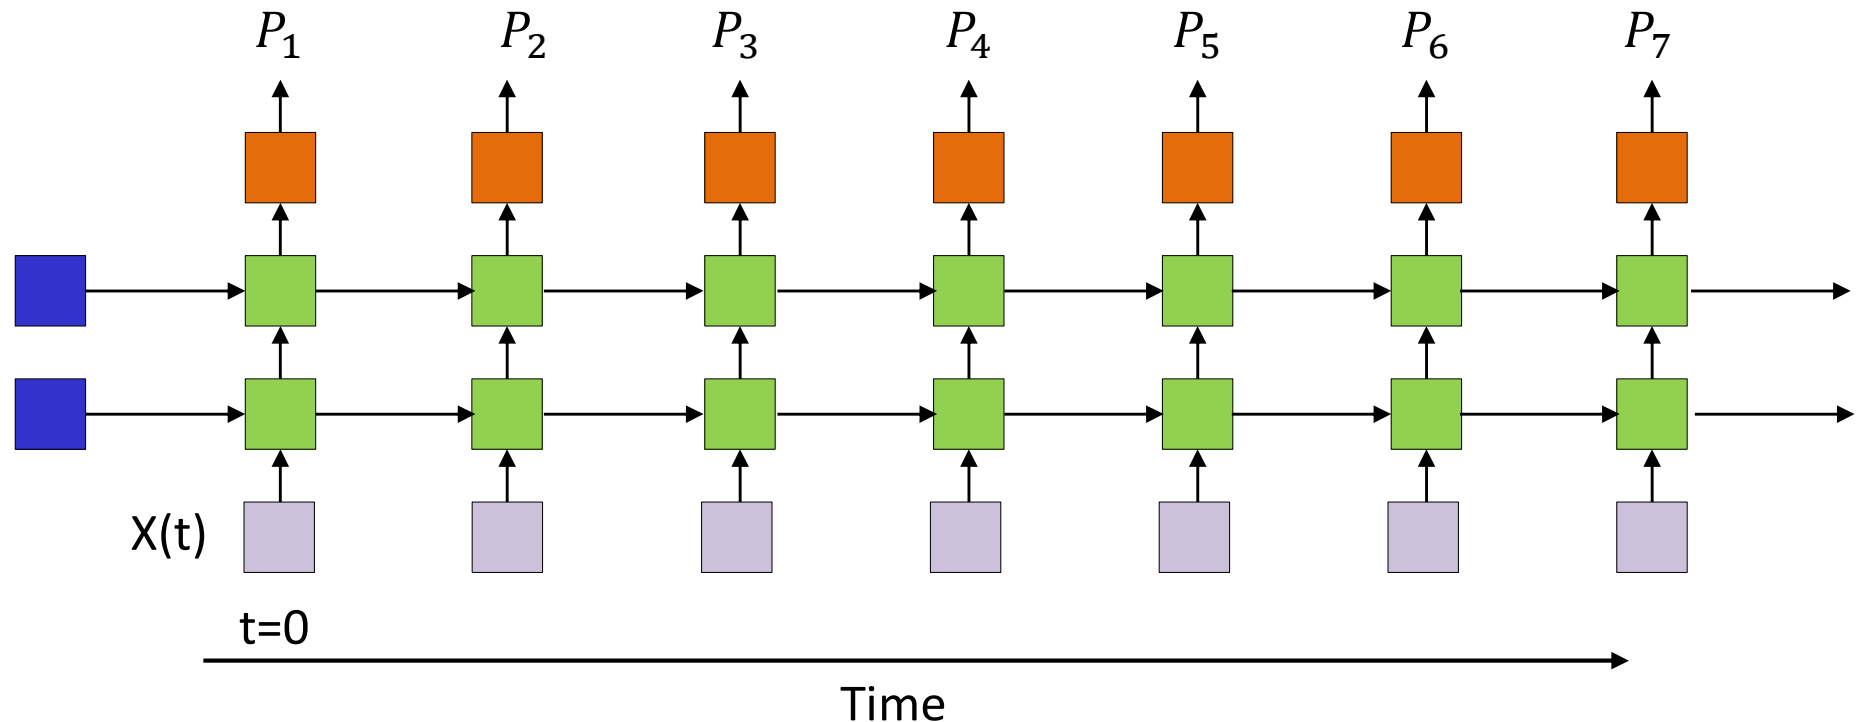 P₁ P₂ P₃ P₄ P₅ P₆ P₇
X(t)
t=0
Time